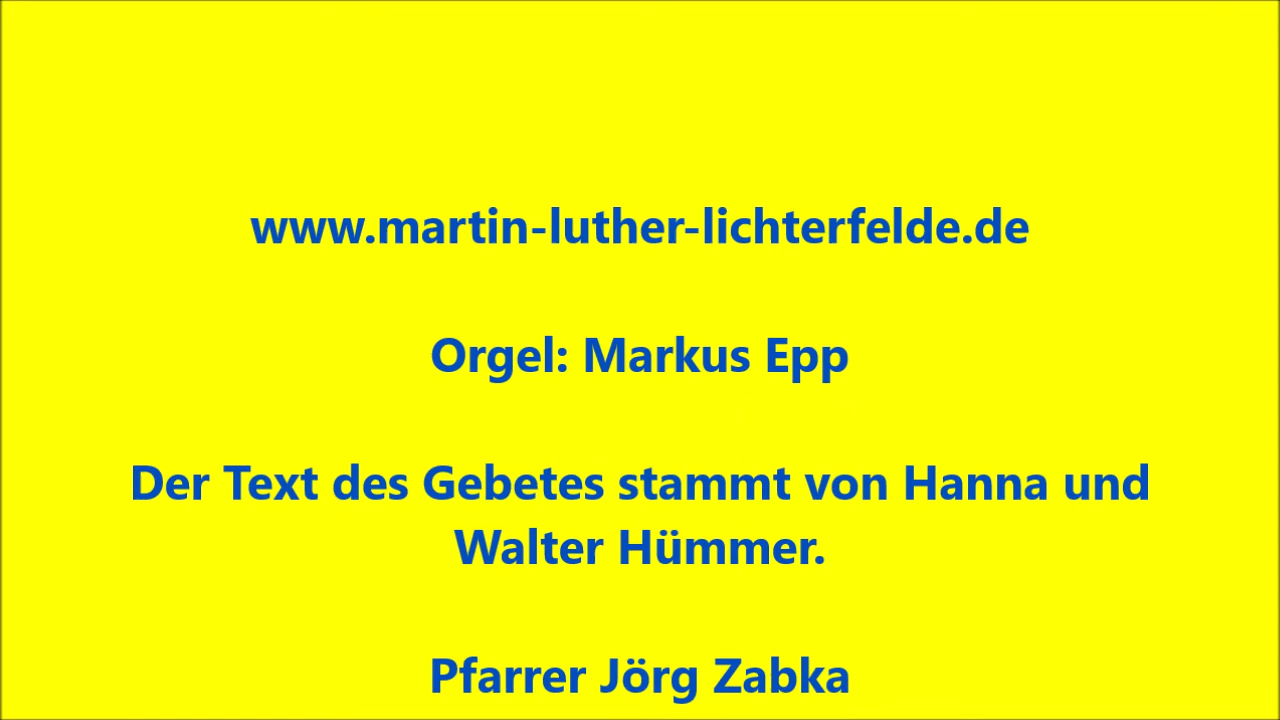 www.martin-luther-lichterfelde.de
Orgel: Markus Epp
Der Text des Gebetes stammt von Hanna und
Walter Hümmer.
Pfarrer Jörg Zabka